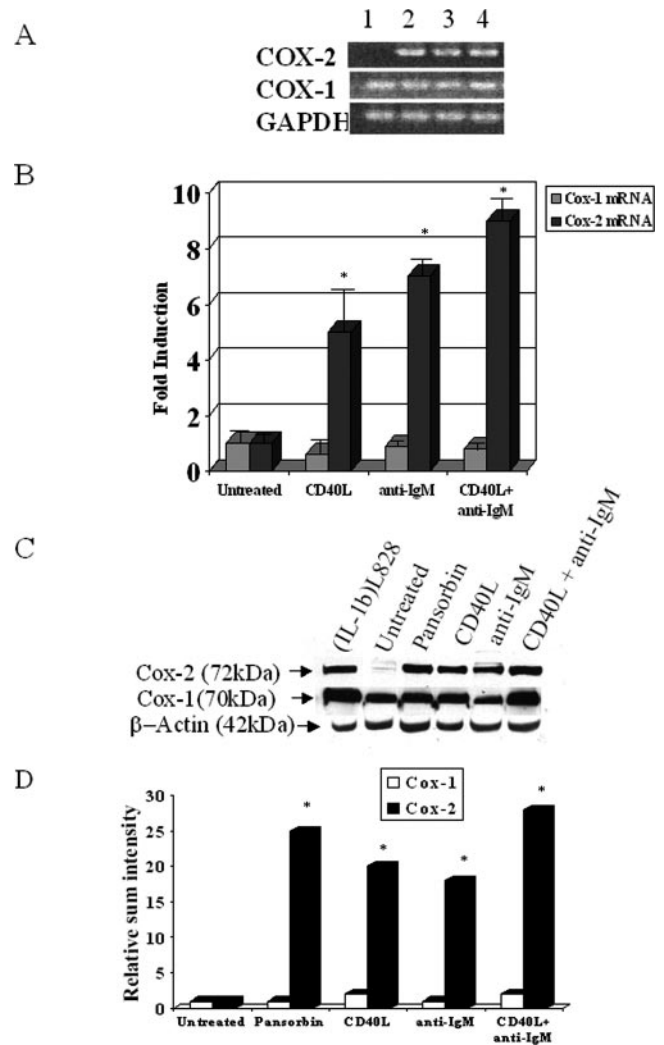 A
1 2 3 4
COX-2
COX-1
GAPDH
B
10
8
6
4
2
0
Fold Induction
* * *
Cox-1 mRNA
Cox-2 mRNA
Untreated
CD40L
anti-IgM
CD40L+
anti-IgM
C
(IL-1b)L828
Untreated
Pansorbin
CD40L
anti-IgM
CD40L + anti-IgM
Cox-2 (72kDa)
Cox-1(70kDa)
β–Actin (42kDa)
D
Cox-1
Cox-2
30
25
20
15
10
5
0
Relative sum intensity
* * * *
Untreated
Pansorbin
CD40L
anti-IgM
CD40L+
anti-IgM